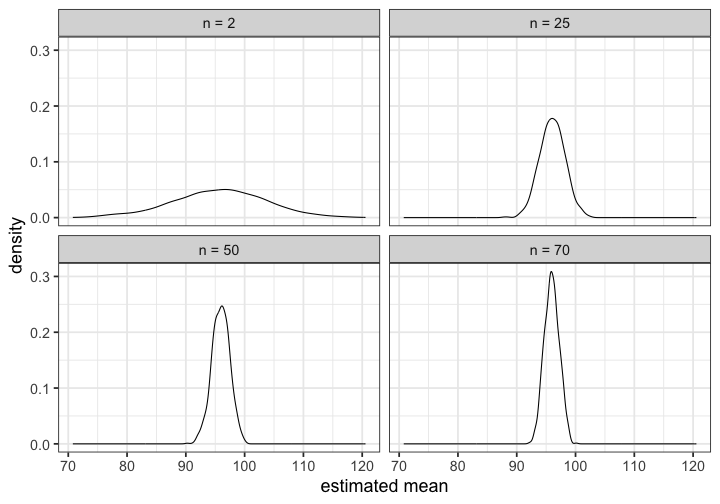 n = 2
n = 25
0.3
0.2
0.1
0.0
n = 50
n = 70
0.3
0.2
0.1
0.0
density
70 80 90 100 110 120
70 80 90 100 110 120
estimated mean